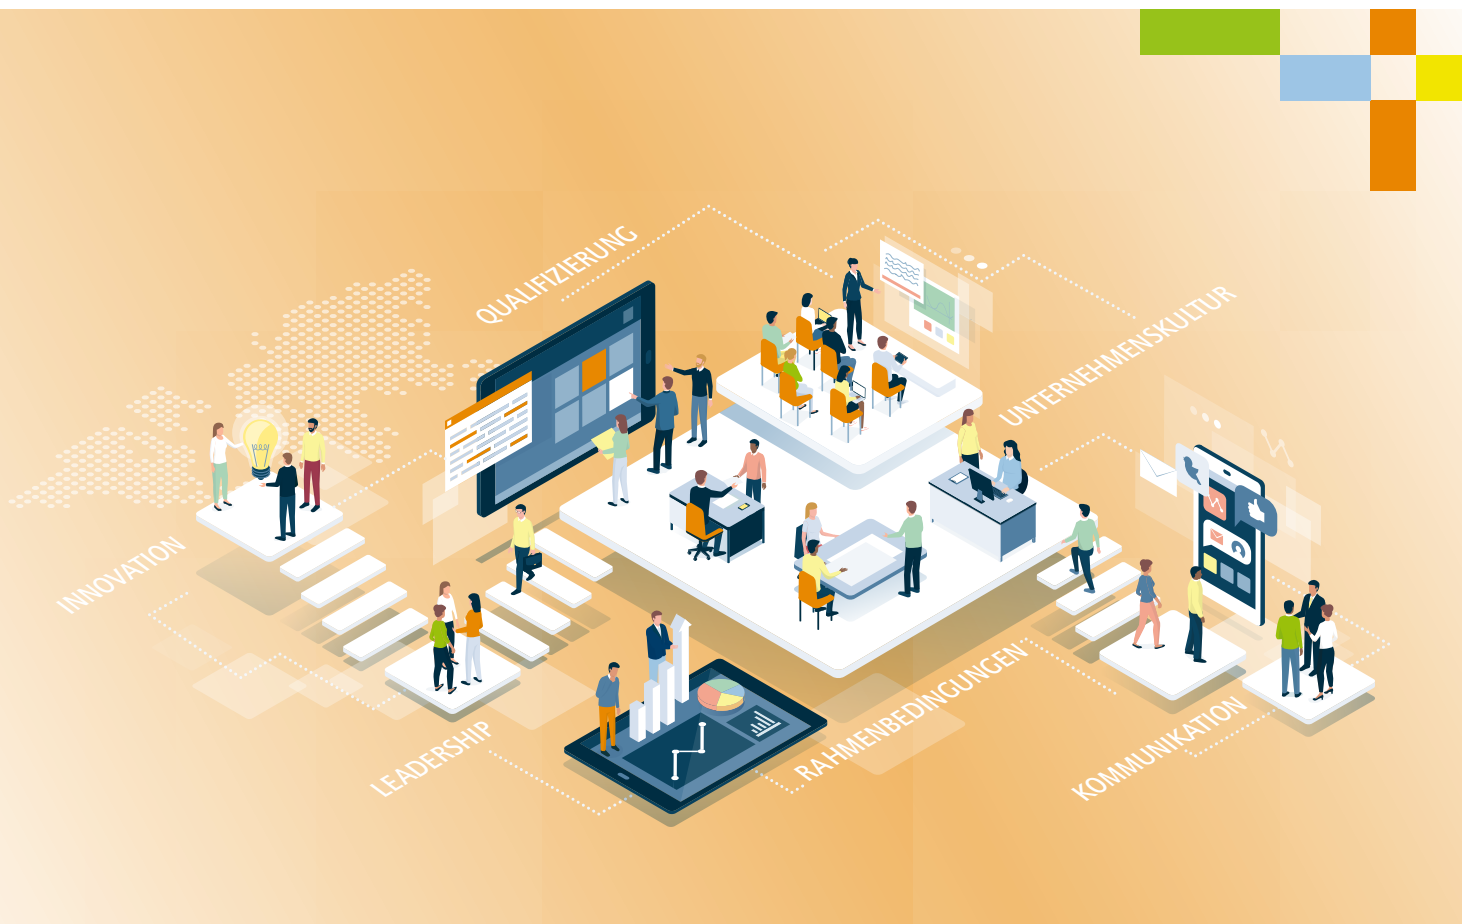 QUALIFIZIERUNG
UNTERNEHMENSKULTUR
INNOVATION
LEADERSHIP
RAHMENBEDINGUNGEN
KOMMUNIKATION